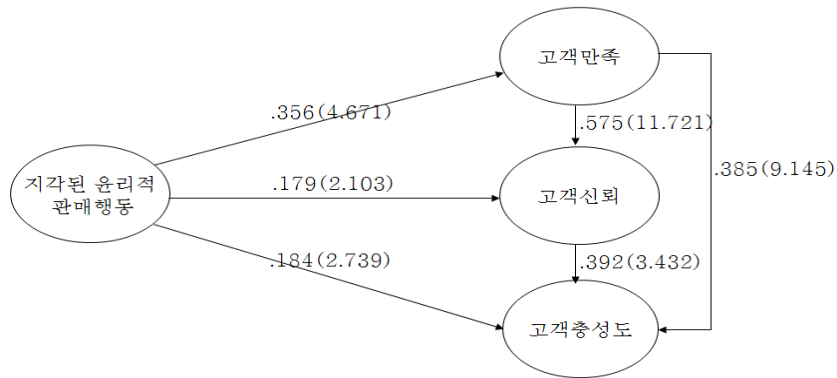 고객만족
.356(4.671)
.575(11.721)
.385(9.145)
지각된 윤리적
판매행동
.179(2.103)
고객신뢰
.184(2.739)
.392(3.432)
고객충성도